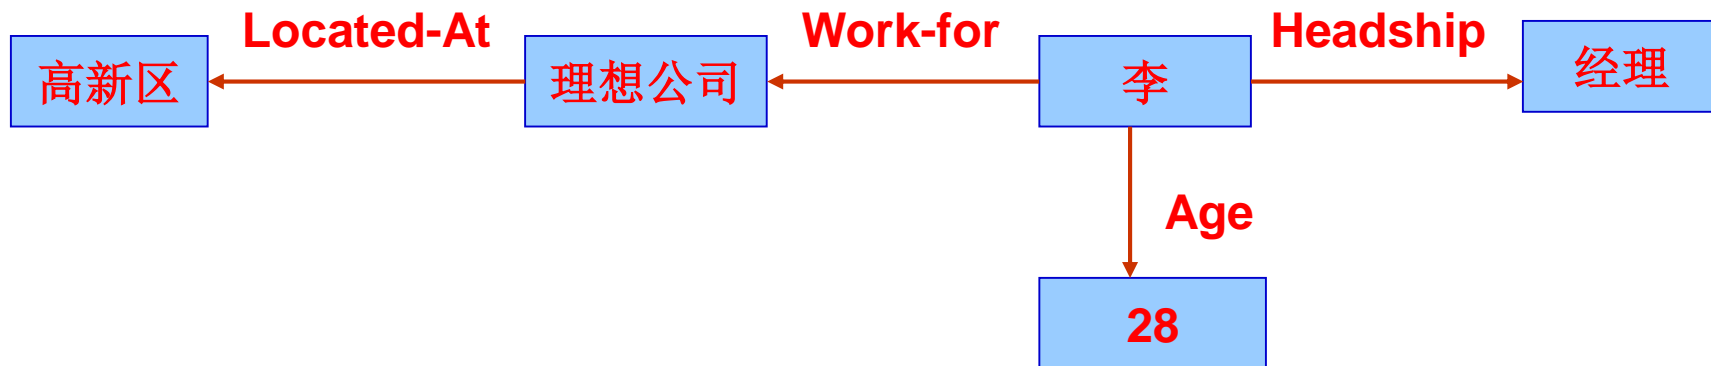 Located-At
Work-for
Headship
高新区
理想公司
李
经理
Age
28